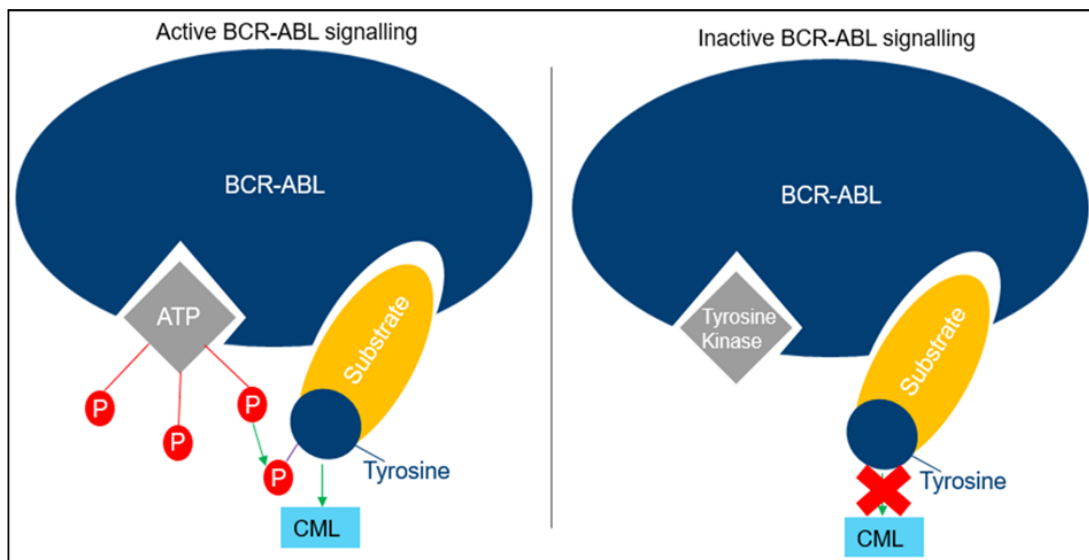 Active BCR-ABL signalling
BCR-ABL
ATP
Substrate
P
P
P
P
Tyrosine
CML
Inactive BCR-ABL signalling
BCR-ABL
Tyrosine
Kinase
Substrate
Tyrosine
CML